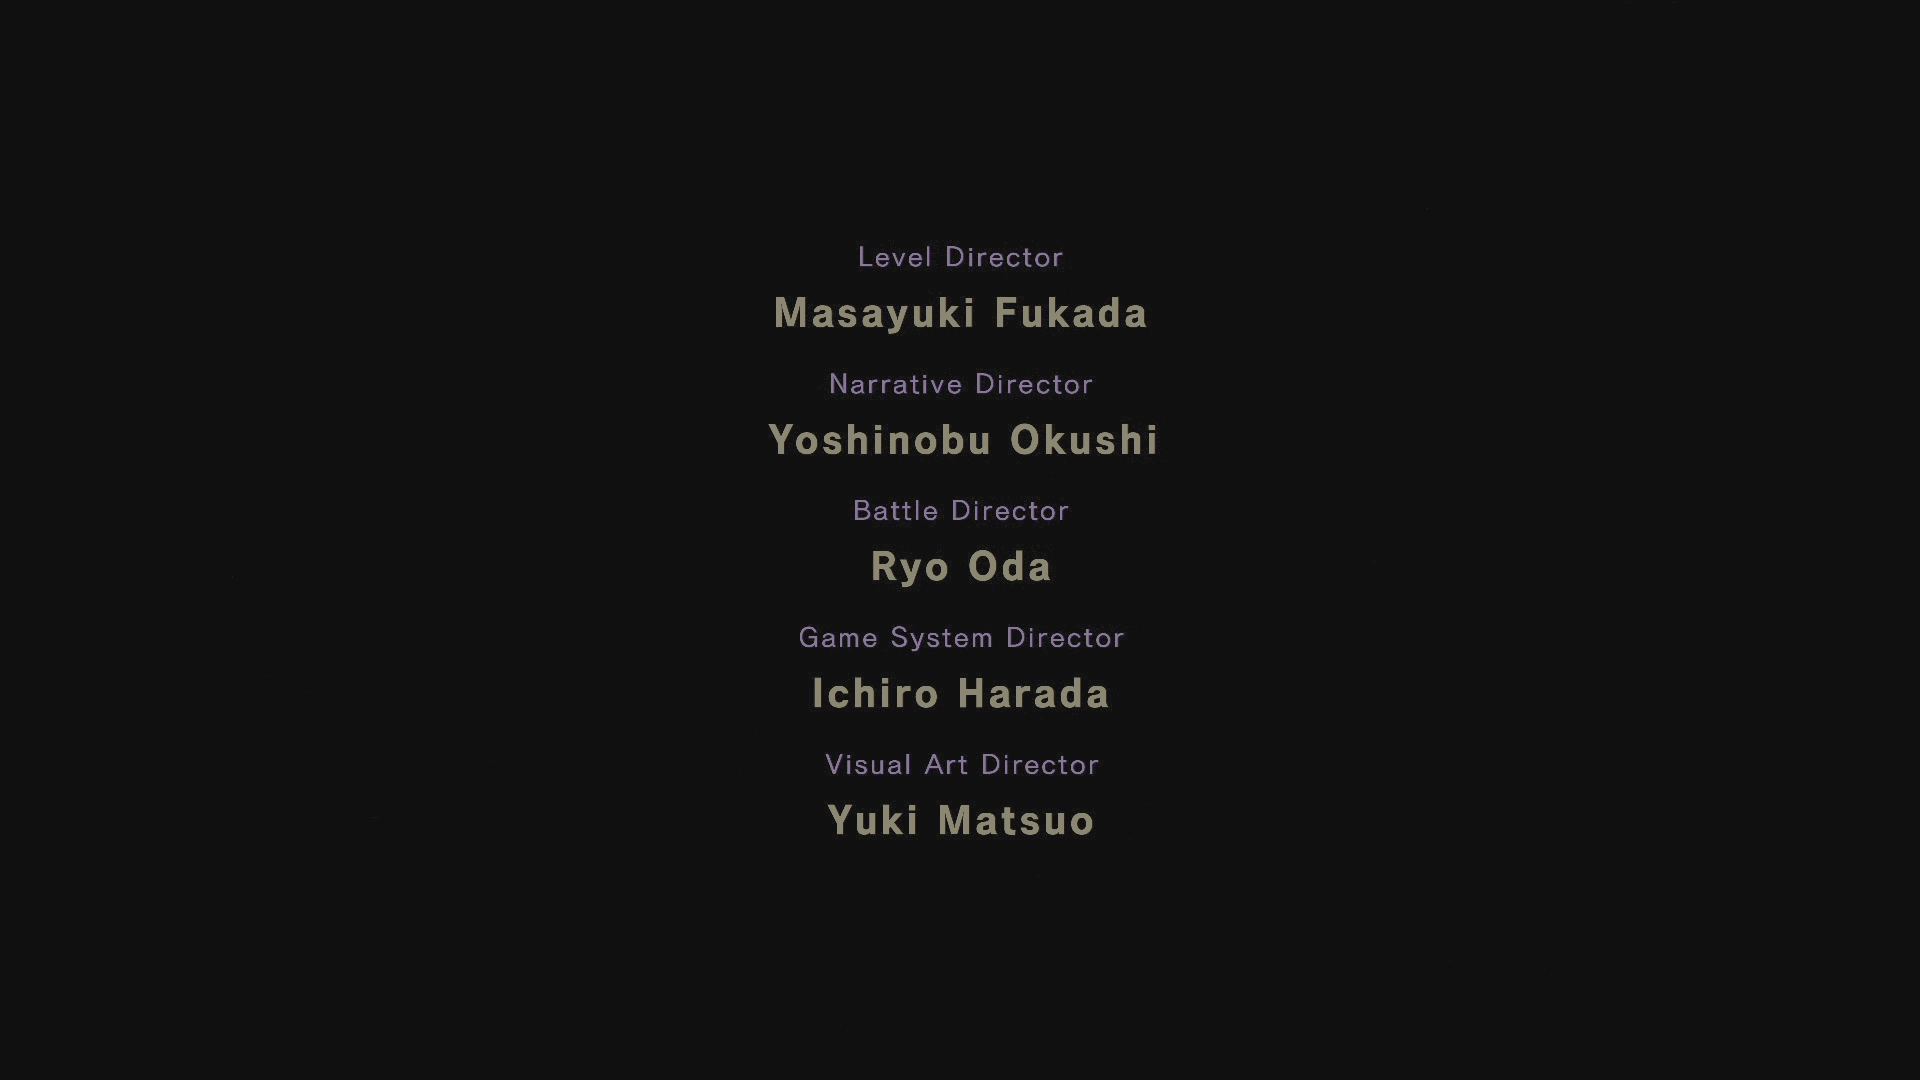 Level Director
Masayuki Fukada
Narrative Director
Yoshinobu Okushi
Battle Director
Ryo Oda
Game System Director
Ichiro Harada
Visual Art Director
Yuki Matsuo